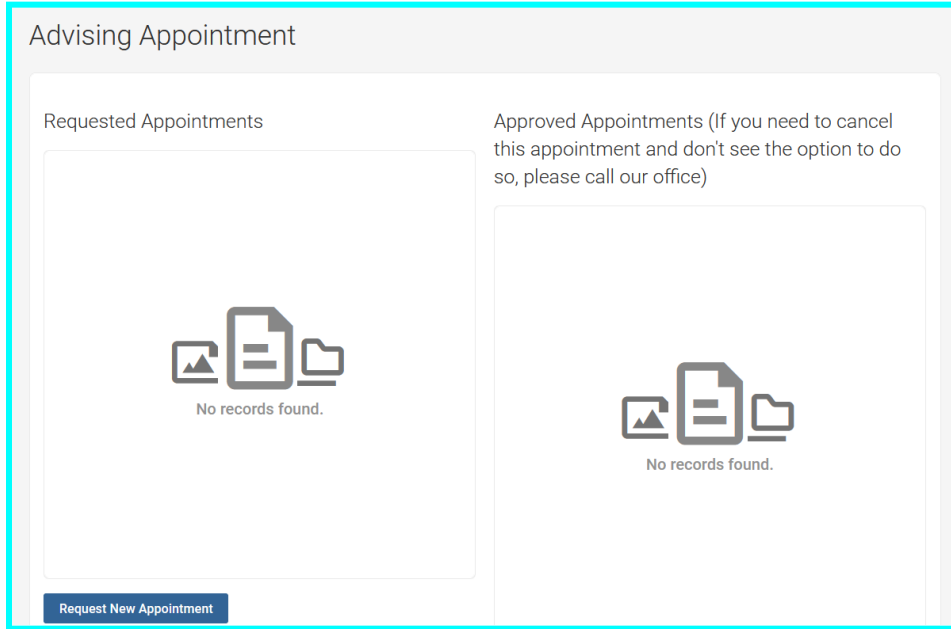 Advising Appointment
Requested Appointments
No records found.
Request New Appointment
Approved Appointments (If you need to cancel
this appointment and don't see the option to do
so, please call our office)
No records found.